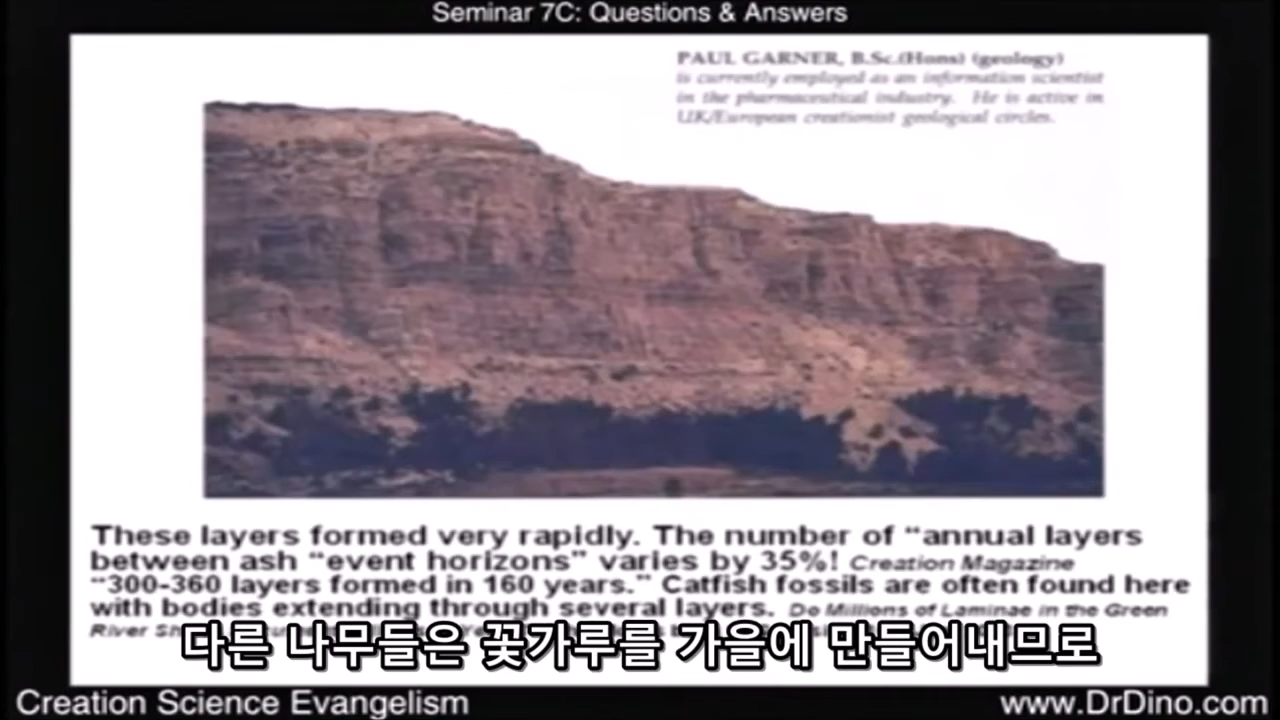 Seminar 7C: Questions & Answers
PAUL GARNER, B.Sc.(Hons) (geology)
is currently employed as an information scientist
in the pharmaceutical industry. He is active in
UK/European creationist geological circles.
These layers formed very rapidly. The number of “annual layers
between ash “event horizons” varies by 35%! Creation Magazine
“300-360 layers formed in 160 years.” Catfish fossils are often found here
with bodies extending through several layers. Do Millions of Laminae in the Green
River
다른 나무들은 꽃가루를 가을에 만들어내므로
Creation Science Evangelism
www.DrDino.com